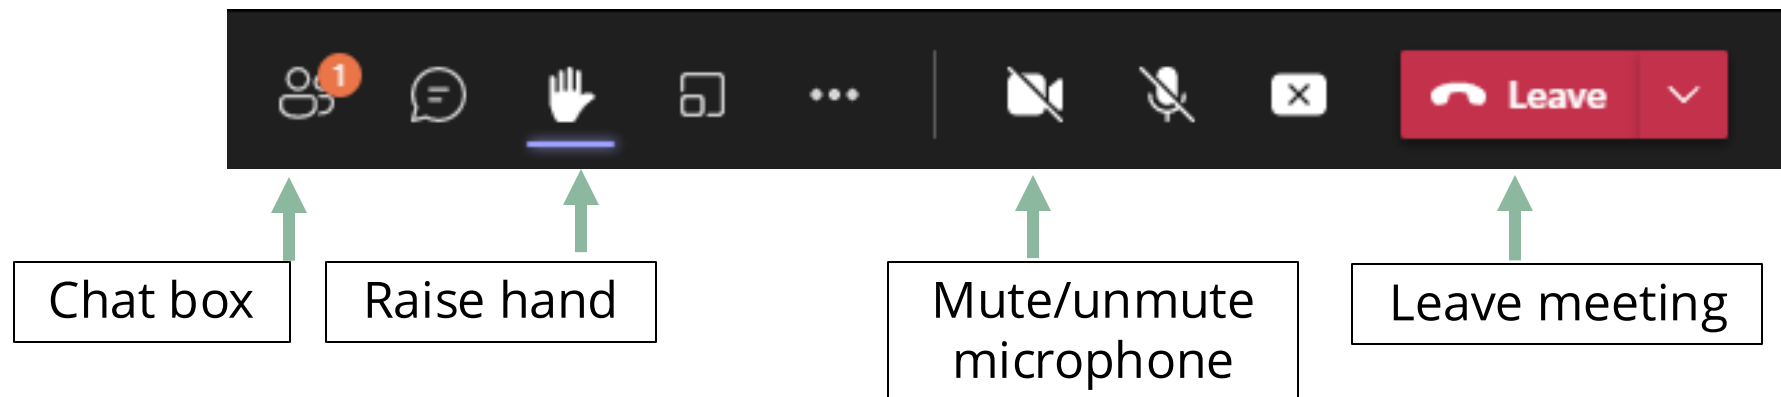 1
Leave
Chat box
Raise hand
Mute/unmute
microphone
Leave meeting